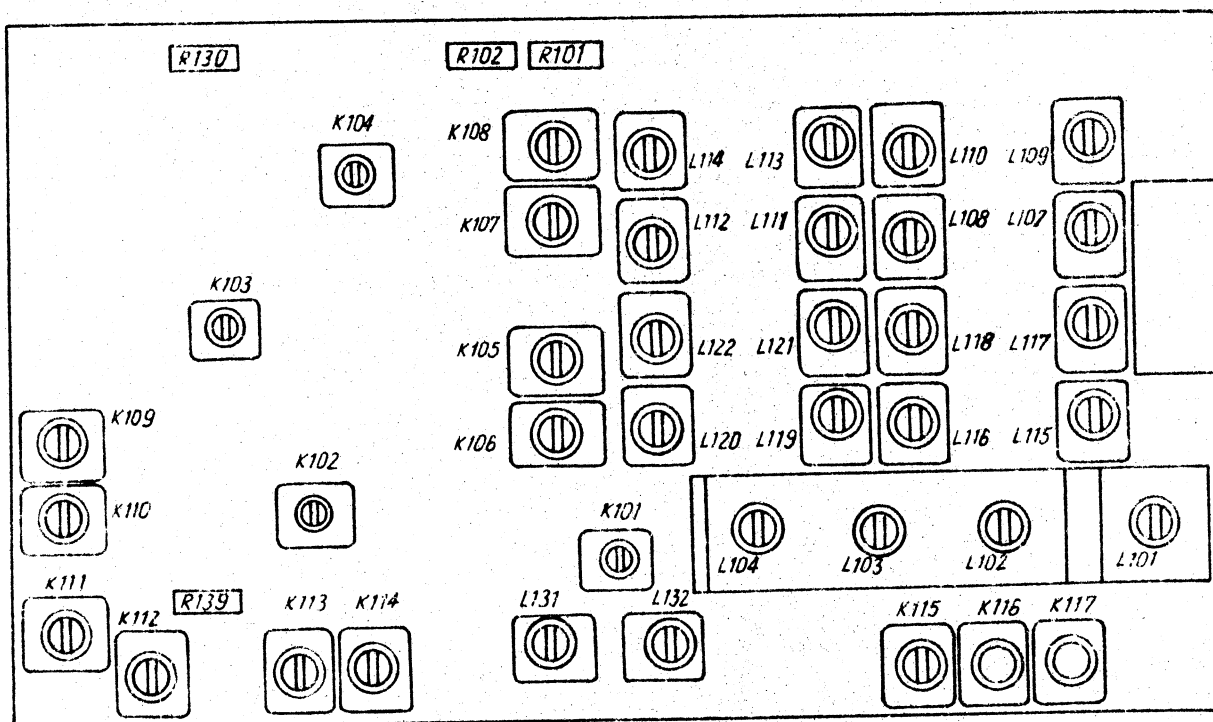 R130 R102 R101
K104 K108 L114 L113 L110 L109
K107 L112 L111 L108 L107
K103
K105 L122 L121 L118 L117
K109 K106 L120 L119 L116 L115
K102
K110 K101
L104 L103 L102 L101
K111 R139 K113 K114 L131 L132 K115 K116 K117
K112